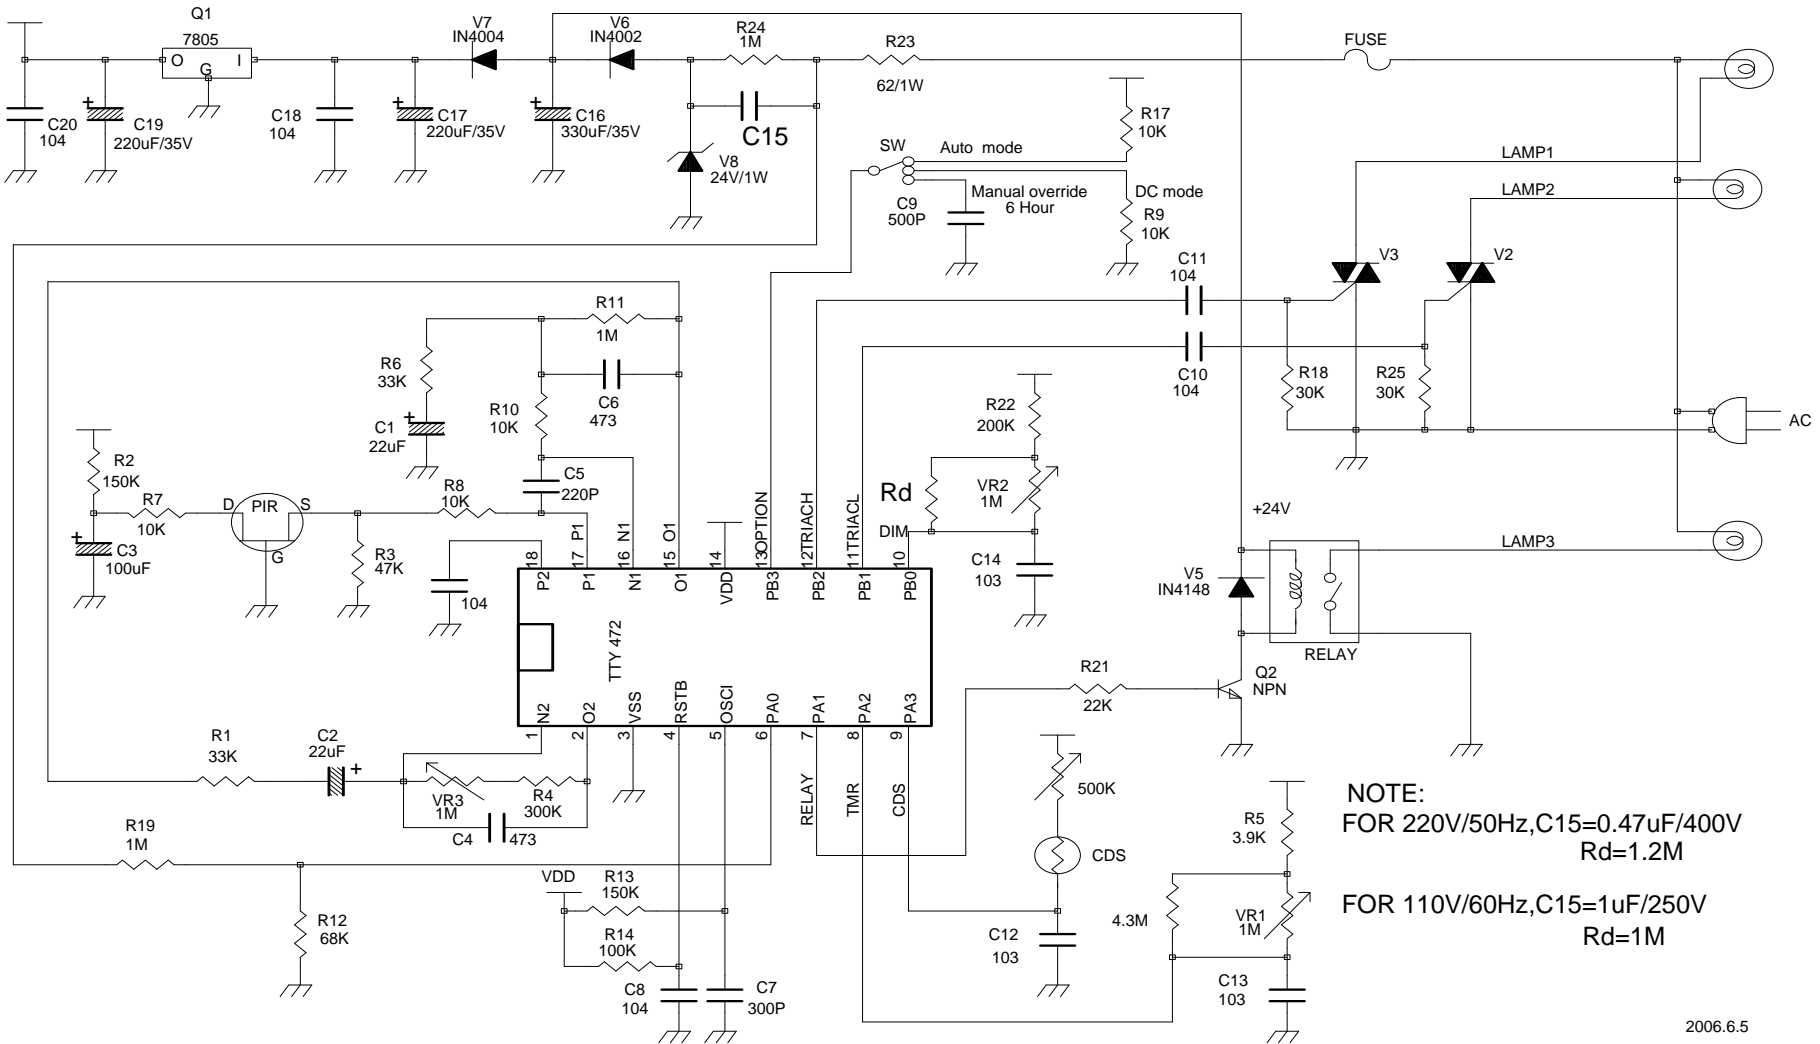 Q1
7805
O
G
I
V7
IN4004
V6
IN4002
R24
1M
R23
62/1W
FUSE
+
C20
104
C19
220uF/35V
C18
104
+
C17
220uF/35V
+
C16
330uF/35V
C15
V8
24V/1W
SW
Auto mode
R17
10K
Manual override
6 Hour
DC mode
C9
500P
R9
10K
LAMP1
LAMP2
V3
V2
C11
104
C10
104
R18
30K
R25
30K
AC
R11
1M
R6
33K
C6
473
R10
10K
+
C1
22uF
C5
220P
R2
150K
R7
10K
D
PIR
S
G
R8
10K
+
C3
100uF
R3
47K
104
R22
200K
Rd
VR2
1M
DIM
C14
103
+24V
LAMP3
V5
IN4148
RELAY
Q2
NPN
R21
22K
18
17
P1
16
N1
15
O1
14
13
OPTION
12
TRIACH
11
TRIACL
10
P2
P1
N1
O1
VDD
PB3
PB2
PB1
PB0
TTY 472
N2
O2
VSS
RSTB
OSCI
PA0
PA1
PA2
PA3
1
2
3
4
5
6
7
8
9
RELAY
TMR
CDS
R1
33K
C2
22uF
+
VR3
1M
R4
300K
C4
473
R19
1M
R12
68K
VDD
R13
150K
R14
100K
C8
104
C7
300P
500K
CDS
C12
103
R5
3.9K
4.3M
VR1
1M
C13
103
NOTE:
FOR 220V/50Hz,C15=0.47uF/400V
Rd=1.2M
FOR 110V/60Hz,C15=1uF/250V
Rd=1M
2006.6.5